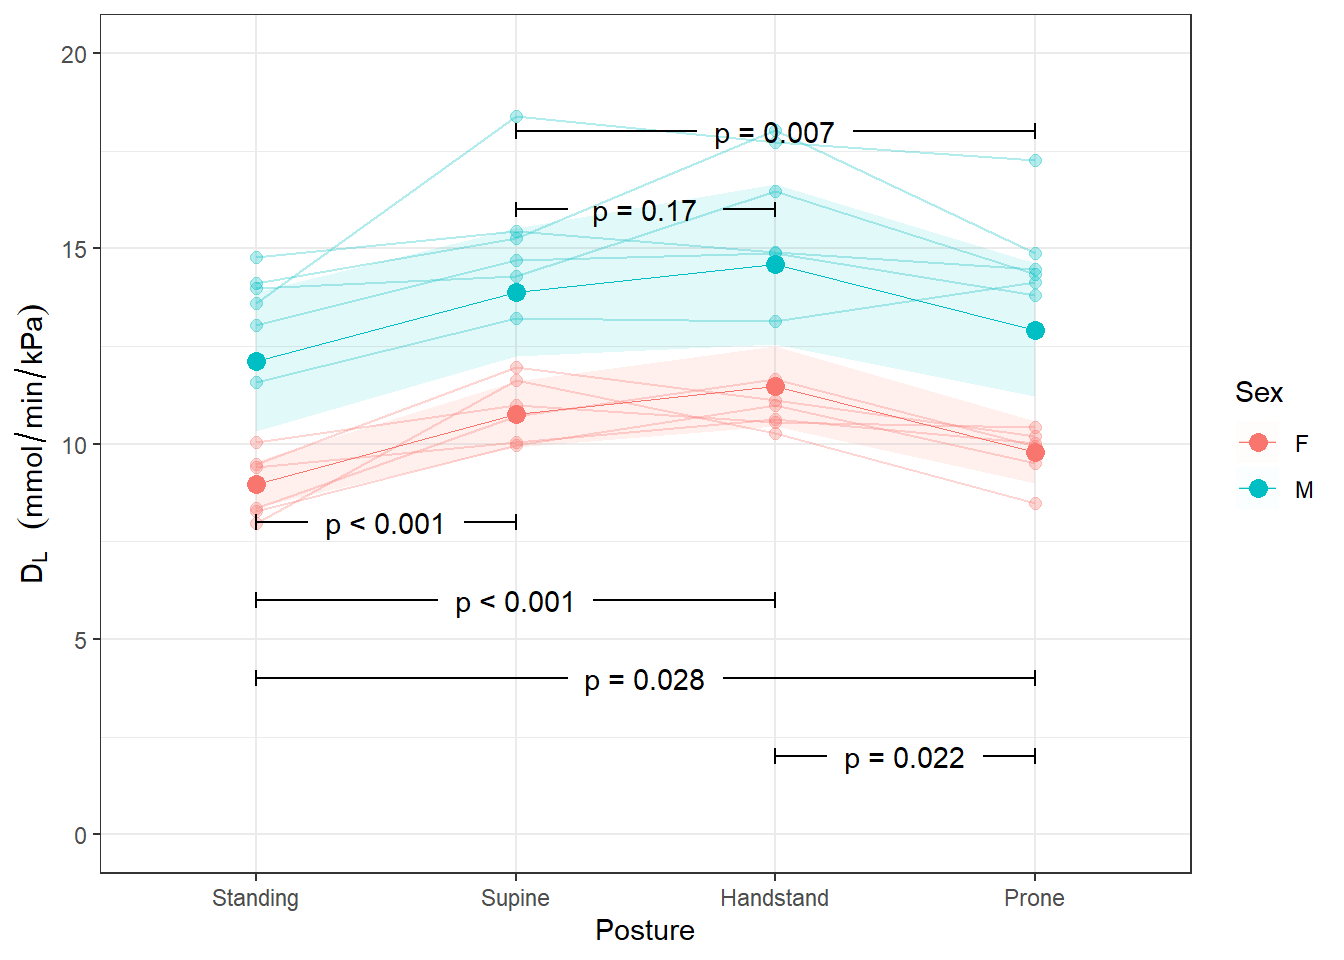 20
p = 0.007
p = 0.17
15
10
p < 0.001
p < 0.001
5
p = 0.028
p = 0.022
0
D_L (mmol/min/kPa)
Standing Supine Handstand Prone
Posture
Sex
F
M